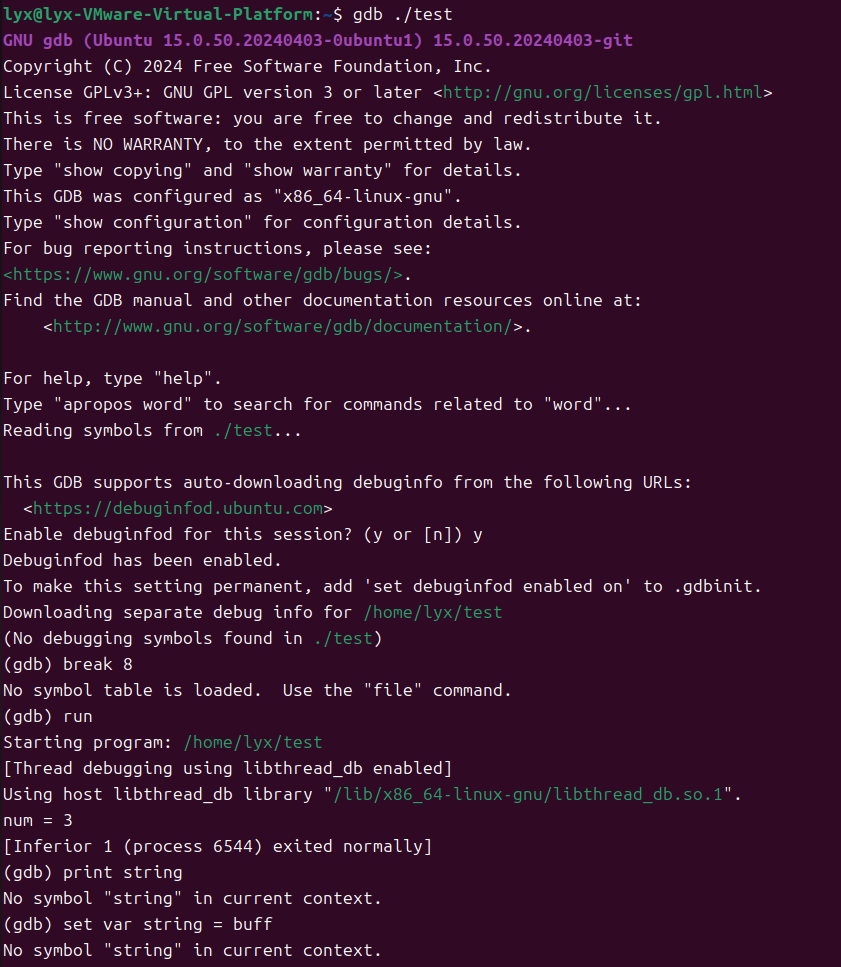 lyx@lyx-VMware-Virtual-Platform:~$ gdb ./test
GNU gdb (Ubuntu 15.0.50.20240403-0ubuntu1) 15.0.50.20240403-git
Copyright (C) 2024 Free Software Foundation, Inc.
License GPLv3+: GNU GPL version 3 or later <http://gnu.org/licenses/gpl.html>
This is free software: you are free to change and redistribute it.
There is NO WARRANTY, to the extent permitted by law.
Type "show copying" and "show warranty" for details.
This GDB was configured as "x86_64-linux-gnu".
Type "show configuration" for configuration details.
For bug reporting instructions, please see:
<https://www.gnu.org/software/gdb/bugs/>.
Find the GDB manual and other documentation resources online at:
    <http://www.gnu.org/software/gdb/documentation/>.

For help, type "help".
Type "apropos word" to search for commands related to "word"...
Reading symbols from ./test...

This GDB supports auto-downloading debuginfo from the following URLs:
  <https://debuginfod.ubuntu.com>
Enable debuginfod for this session? (y or [n]) y
Debuginfod has been enabled.
To make this setting permanent, add 'set debuginfod enabled on' to .gdbinit.
Downloading separate debug info for /home/lyx/test
(No debugging symbols found in ./test)
(gdb) break 8
No symbol table is loaded.  Use the "file" command.
(gdb) run
Starting program: /home/lyx/test
[Thread debugging using libthread_db enabled]
Using host libthread_db library "/lib/x86_64-linux-gnu/libthread_db.so.1".
num = 3
[Inferior 1 (process 6544) exited normally]
(gdb) print string
No symbol "string" in current context.
(gdb) set var string = buff
No symbol "string" in current context.